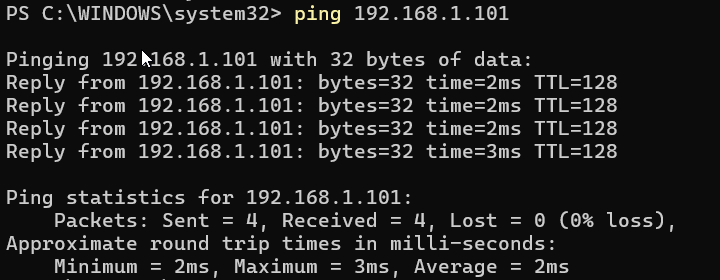 PS C:\WINDOWS\system32> ping 192.168.1.101
Pinging 192.168.1.101 with 32 bytes of data:
Reply from 192.168.1.101: bytes=32 time=2ms TTL=128
Reply from 192.168.1.101: bytes=32 time=2ms TTL=128
Reply from 192.168.1.101: bytes=32 time=2ms TTL=128
Reply from 192.168.1.101: bytes=32 time=3ms TTL=128
Ping statistics for 192.168.1.101:
    Packets: Sent = 4, Received = 4, Lost = 0 (0% loss),
Approximate round trip times in milli-seconds:
    Minimum = 2ms, Maximum = 3ms, Average = 2ms